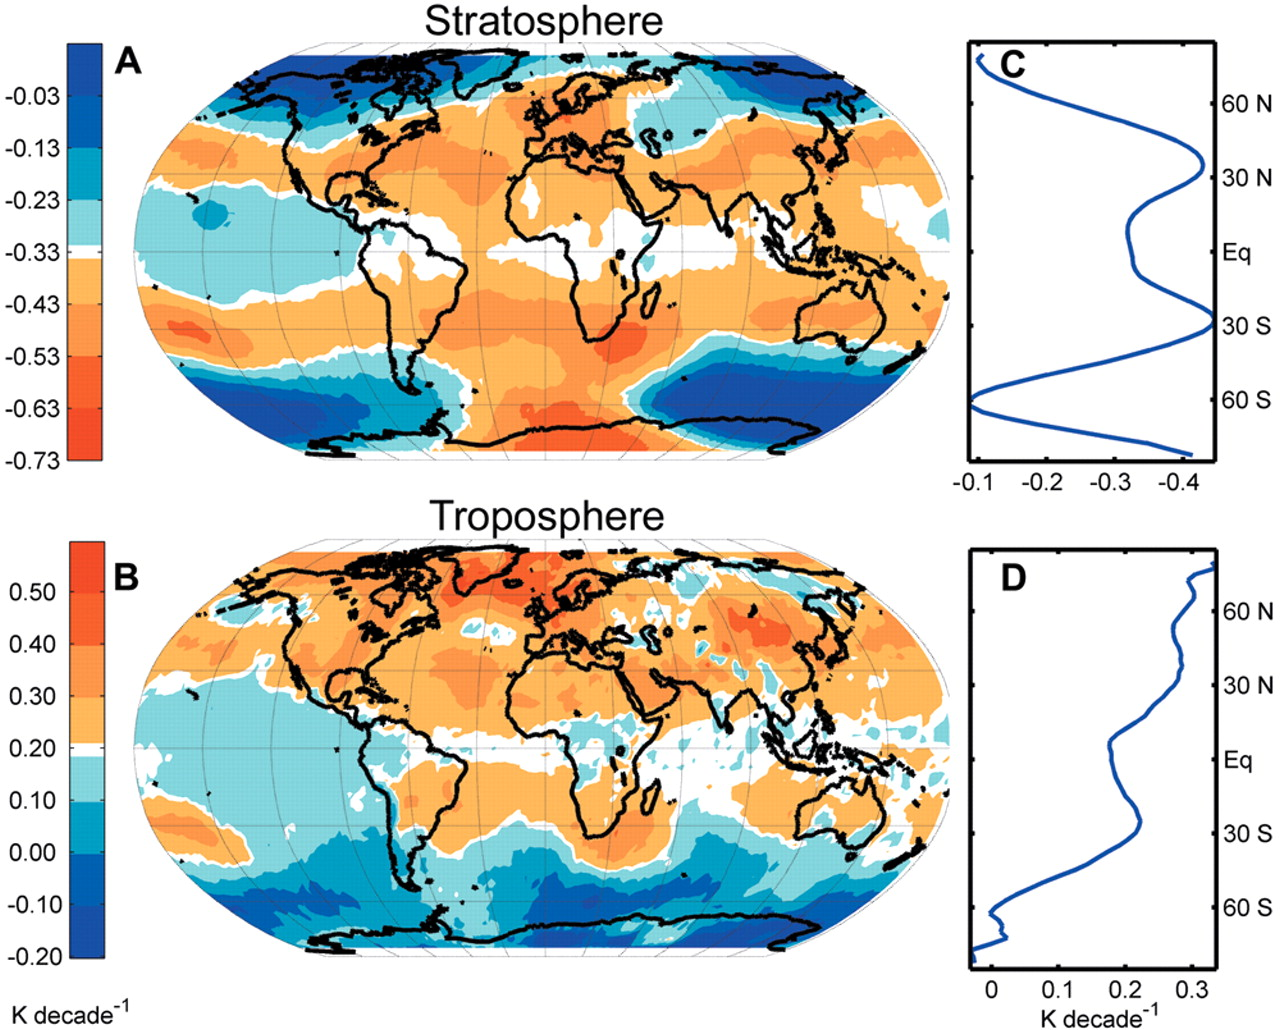 Stratosphere
A
-0.03
-0.13
-0.23
-0.33
-0.43
-0.53
-0.63
-0.73
C
60 N
30 N
Eq
30 S
60 S
-0.1 -0.2 -0.3 -0.4
Troposphere
B
0.50
0.40
0.30
0.20
0.10
0.00
-0.10
-0.20
K decade-1
D
60 N
30 N
Eq
30 S
60 S
0 0.1 0.2 0.3
K decade-1